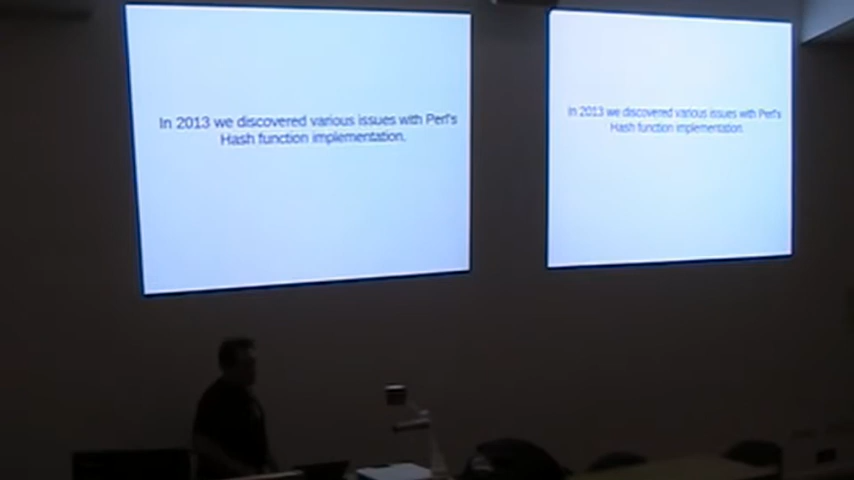 In 2013 we discovered various issues with Perl's
Hash function implementation.
In 2013 we discovered various issues with Perl's
Hash function implementation.